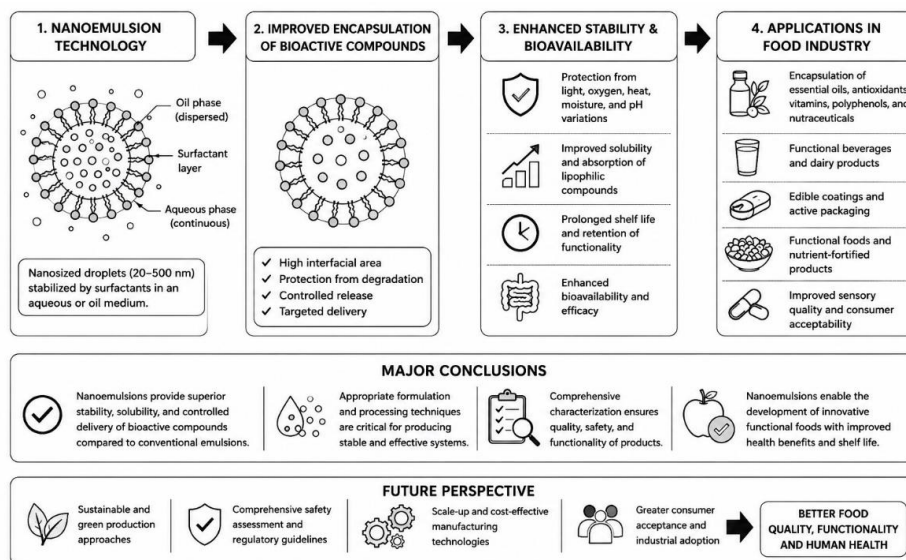 1. NANOEMULSION
TECHNOLOGY
Oil phase
(dispersed)
Surfactant
layer
Aqueous phase
(continuous)
Nanosized droplets (20–500 nm)
stabilized by surfactants in an
aqueous or oil medium.
2. IMPROVED ENCAPSULATION
OF BIOACTIVE COMPOUNDS
✓ High interfacial area
✓ Protection from degradation
✓ Controlled release
✓ Targeted delivery
3. ENHANCED STABILITY &
BIOAVAILABILITY
Protection from
light, oxygen, heat,
moisture, and pH
variations
Improved solubility
and absorption of
lipophilic
compounds
Prolonged shelf life
and retention of
functionality
Enhanced
bioavailability and
efficacy
4. APPLICATIONS IN
FOOD INDUSTRY
Encapsulation of
essential oils, antioxidants
vitamins, polyphenols, and
nutraceuticals
Functional beverages
and dairy products
Edible coatings and
active packaging
Functional foods and
nutrient-fortified
products
Improved sensory
quality and consumer
acceptability
MAJOR CONCLUSIONS
Nanoemulsions provide superior
stability, solubility, and controlled
delivery of bioactive compounds
compared to conventional emulsions.
Appropriate formulation
and processing techniques
are critical for producing
stable and effective systems.
Comprehensive
characterization ensures
quality, safety, and
functionality of products.
Nanoemulsions enable the
development of innovative
functional foods with improved
health benefits and shelf life.
FUTURE PERSPECTIVE
Sustainable and
green production
approaches
Comprehensive safety
assessment and
regulatory guidelines
Scale-up and cost-effective
manufacturing
technologies
Greater consumer
acceptance and
industrial adoption
BETTER FOOD
QUALITY, FUNCTIONALITY
AND HUMAN HEALTH